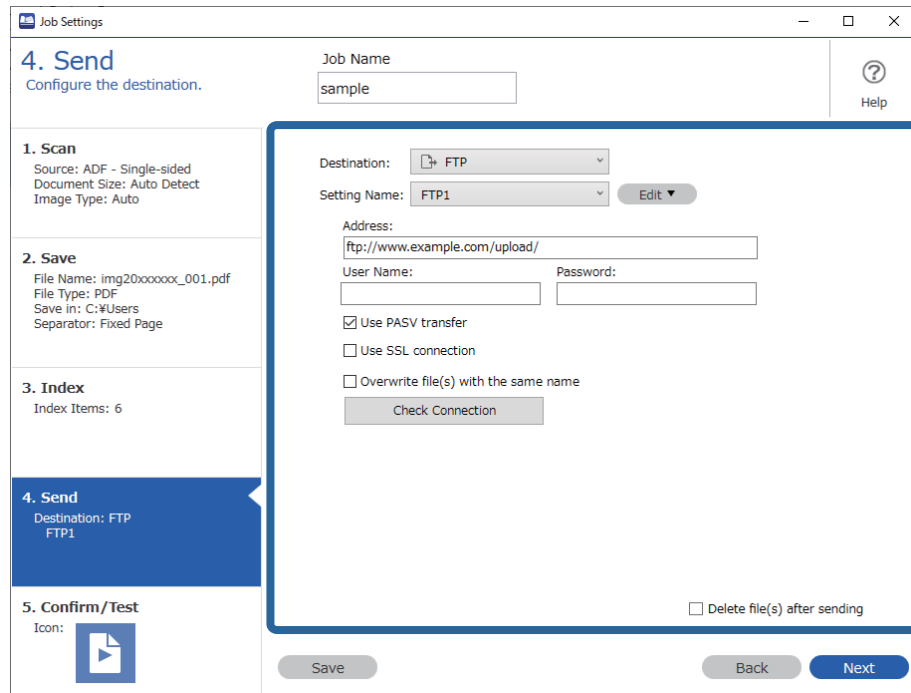 Job Settings
4. Send
Configure the destination.
Job Name
sample
Help
1. Scan
Source: ADF - Single-sided
Document Size: Auto Detect
Image Type: Auto
2. Save
File Name: img20xxxxxx_001.pdf
File Type: PDF
Save in: C:¥Users
Separator: Fixed Page
3. Index
Index Items: 6
4. Send
Destination: FTP
FTP1
5. Confirm/Test
Icon:
Destination: FTP
Setting Name: FTP1 Edit ▼
Address:
ftp://www.example.com/upload/
User Name: Password:
Use PASV transfer
Use SSL connection
Overwrite file(s) with the same name
Check Connection
Delete file(s) after sending
Save Back Next